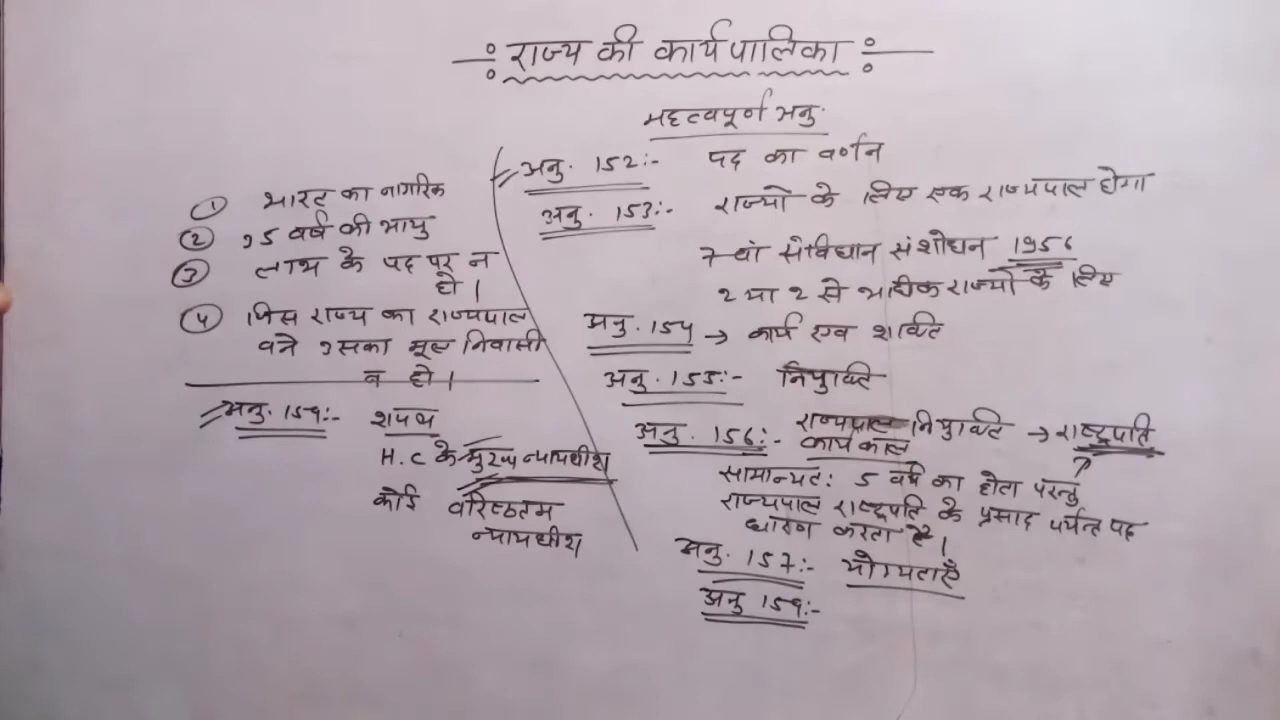 राज्य की कार्यपालिका
महत्वपूर्ण अनु.
अनु. 152:- पद का वर्णन
अनु. 153:- राज्यों के लिए एक राज्यपाल होगा
7 वां संविधान संशोधन 1956
2 या 2 से अधिक राज्यों के लिए
अनु. 154 → कार्य एव शक्ति
अनु. 155:- नियुक्ति
राज्यपाल नियुक्ति → राष्ट्रपति
अनु. 156:- कार्यकाल
सामान्यत: 5 वर्ष का होता परन्तु
राज्यपाल राष्ट्रपति के प्रसाद पर्यन्त पद
धारण करता है।
अनु. 157:- योग्यताएँ
अनु 159:-
1 भारत का नागरिक
2 35 वर्ष की आयु
3 लाभ के पद पर न
हो।
4 जिस राज्य का राज्यपाल
बने उसका मूल निवासी
न हो।
अनु. 159:- शपथ
H.C के मुख्य न्यायधीश
कोई वरिष्ठतम
न्यायधीश